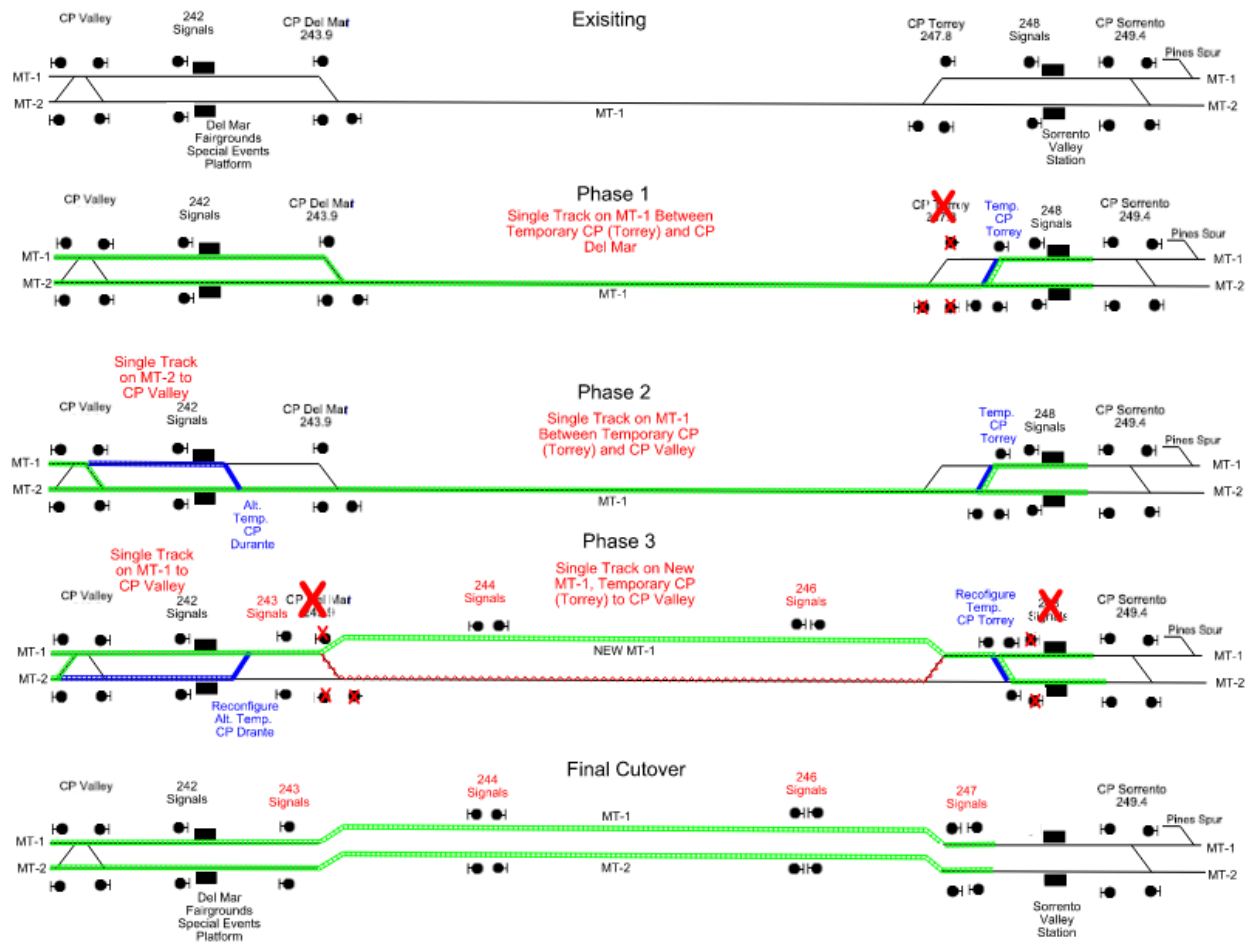 Exisiting
CP Valley
242
Signals
CP Del Mar
243.9
CP Torrey
247.8
248
Signals
CP Sorrento
249.4
Pines Spur
MT-1
MT-1
MT-2
MT-1
MT-2
Del Mar
Fairgrounds
Special Events
Platform
Sorrento
Valley
Station
Phase 1
Single Track on MT-1 Between
Temporary CP (Torrey) and CP
Del Mar
CP Valley
242
Signals
CP Del Mar
243.9
CP Torrey
Temp.
CP
Torrey
248
Signals
CP Sorrento
249.4
Pines Spur
MT-1
MT-1
MT-2
MT-1
MT-2
Single Track
on MT-2 to
CP Valley
Phase 2
Single Track on MT-1
Between Temporary CP
(Torrey) and CP Valley
CP Valley
242
Signals
CP Del Mar
243.9
Temp.
CP
Torrey
248
Signals
CP Sorrento
249.4
Pines Spur
MT-1
MT-1
MT-2
MT-1
MT-2
Alt.
Temp.
CP
Durante
Single Track
on MT-1 to
CP Valley
Phase 3
Single Track on New
MT-1, Temporary CP
(Torrey) to CP Valley
CP Valley
242
Signals
243
Signals
CP Del Mar
244
Signals
246
Signals
Reconfigure
Temp.
CP Torrey
CP Sorrento
249.4
Pines Spur
MT-1
NEW MT-1
MT-1
MT-2
MT-2
Reconfigure
Alt. Temp.
CP Drante
Final Cutover
CP Valley
242
Signals
243
Signals
244
Signals
246
Signals
247
Signals
CP Sorrento
249.4
Pines Spur
MT-1
MT-1
MT-1
MT-2
MT-2
MT-2
Del Mar
Fairgrounds
Special Events
Platform
Sorrento
Valley
Station